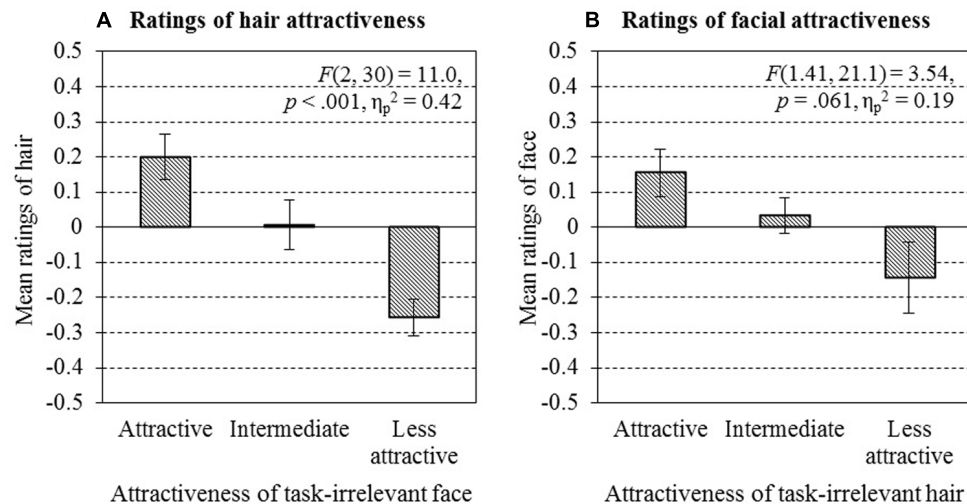 A Ratings of hair attractiveness
F(2, 30) = 11.0,
p < .001, ηp² = 0.42
Mean ratings of hair
0.5
0.4
0.3
0.2
0.1
0
-0.1
-0.2
-0.3
-0.4
-0.5
Attractive Intermediate Less
attractive
Attractiveness of task-irrelevant face
B Ratings of facial attractiveness
F(1.41, 21.1) = 3.54,
p = .061, ηp² = 0.19
Mean ratings of face
0.5
0.4
0.3
0.2
0.1
0
-0.1
-0.2
-0.3
-0.4
-0.5
Attractive Intermediate Less
attractive
Attractiveness of task-irrelevant hair